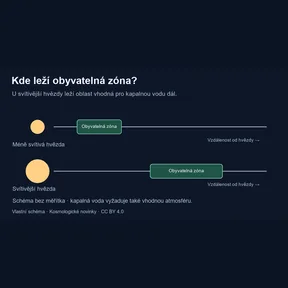 Kde leží obyvatelná zóna?
U svítivější hvězdy leží oblast vhodná pro kapalnou vodu dál.
Obyvatelná zóna
Vzdálenost od hvězdy →
Méně svítivá hvězda
Obyvatelná zóna
Vzdálenost od hvězdy →
Svítivější hvězda
Schéma bez měřítka · kapalná voda vyžaduje také vhodnou atmosféru.
Vlastní schéma · Kosmologické novinky · CC BY 4.0